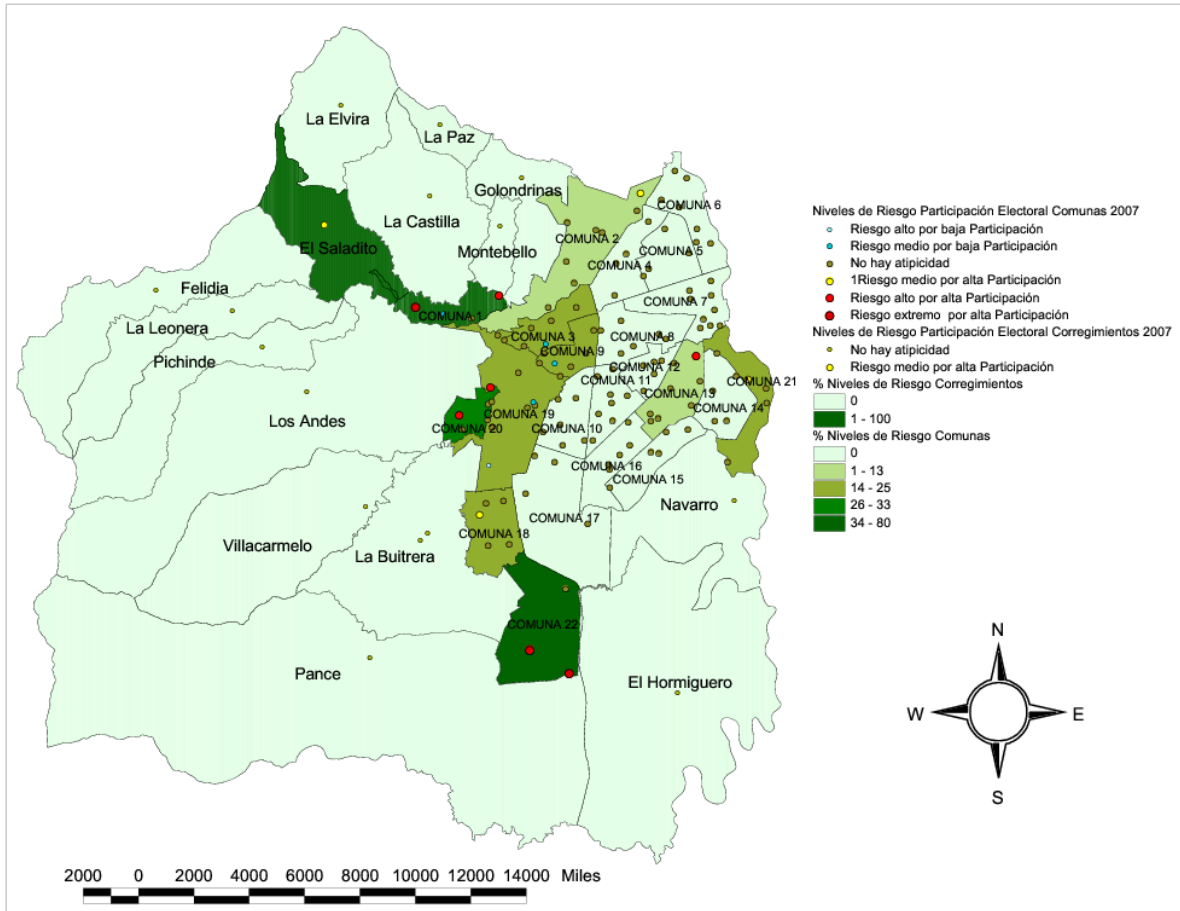 La Elvira
La Paz
Golondrinas
COMUNA 6
La Castilla
COMUNA 2
El Saladito
Montebello
COMUNA 5
COMUNA 4
Felidia
COMUNA 7
COMUNA 1
La Leonera
COMUNA 3
COMUNA 8
Pichinde
COMUNA 9
COMUNA 12
COMUNA 11
COMUNA 21
COMUNA 13
COMUNA 14
Los Andes
COMUNA 19
COMUNA 20
COMUNA 10
COMUNA 16
COMUNA 15
Navarro
COMUNA 17
COMUNA 18
Villacarmelo
La Buitrera
COMUNA 22
Pance
El Hormiguero
Niveles de Riesgo Participación Electoral Comunas 2007
Riesgo alto por baja Participación
Riesgo medio por baja Participación
No hay atipicidad
1Riesgo medio por alta Participación
Riesgo alto por alta Participación
Riesgo extremo por alta Participación
Niveles de Riesgo Participación Electoral Corregimientos 2007
No hay atipicidad
Riesgo medio por alta Participación
% Niveles de Riesgo Corregimientos
0
1 - 100
% Niveles de Riesgo Comunas
0
1 - 13
14 - 25
26 - 33
34 - 80
N
W E
S
2000 0 2000 4000 6000 8000 10000 12000 14000 Miles